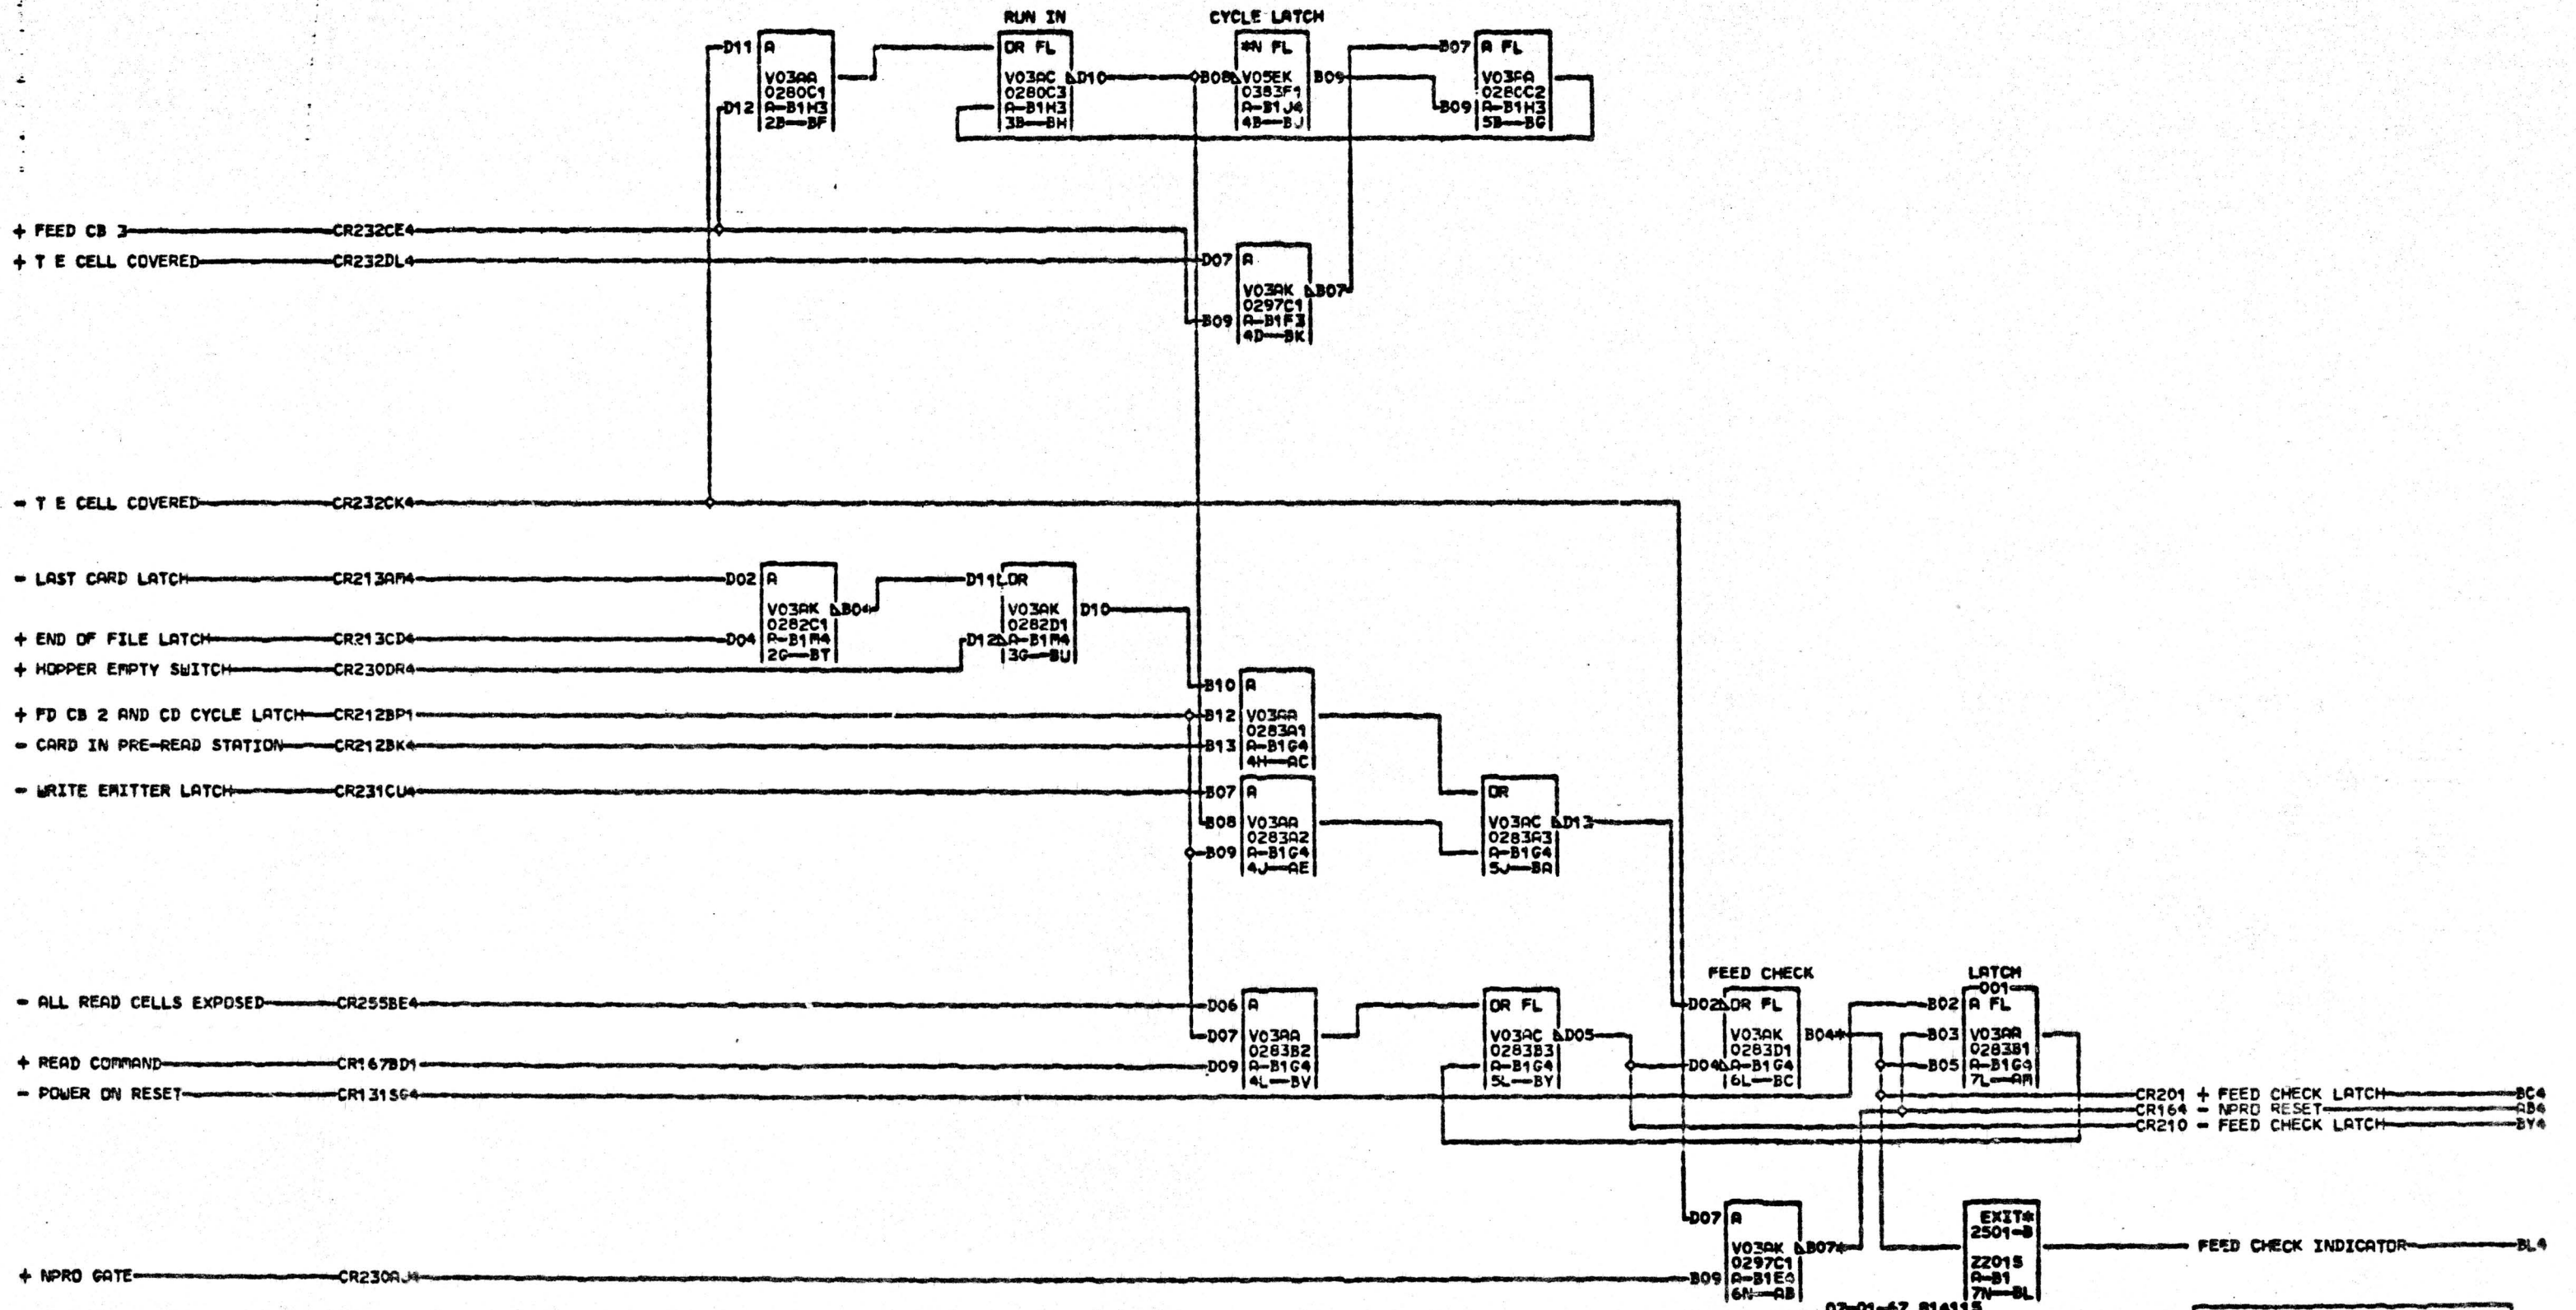 RUN IN
CYCLE LATCH
D11 A
OR FL
*N FL
B07 A FL
V03AA
V03AC D10
B08 V05EK B09
V03AA
0280C1
0280C3
0383F1
0280C2
D12 A-B1H3
A-B1H3
A-B1J4
B09 A-B1H3
2B—BF
3B—BH
4B—BJ
5B—BG
+ FEED CB 3 CR232CE4
+ T E CELL COVERED CR232DL4
D07 A
V03AK B07
0297C1
B09 A-B1F3
4D—BK
- T E CELL COVERED CR232CK4
- LAST CARD LATCH CR213AM4
D02 A
D11 OR
V03AK B04
V03AK D10
0282C1
0282D1
+ END OF FILE LATCH CR213CD4
D04 A-B1M4
D12 A-B1M4
2G—BT
3G—BU
+ HOPPER EMPTY SWITCH CR230DR4
B10 A
+ FD CB 2 AND CD CYCLE LATCH CR212BP1
B12 V03AA
0283A1
- CARD IN PRE-READ STATION CR212BK4
B13 A-B1G4
4H—AC
- WRITE EMITTER LATCH CR231CU4
B07 A
OR
B08 V03AA
V03AC D13
0283A2
0283A3
B09 A-B1G4
A-B1G4
4J—AE
5J—BA
FEED CHECK
LATCH
001
- ALL READ CELLS EXPOSED CR255BE4
D06 A
OR FL
D02 OR FL
B02 A FL
D07 V03AA
V03AC D05
V03AK B04*
B03 V03AA
0283B2
0283B3
0283D1
0283B1
+ READ COMMAND CR167BD1
D09 A-B1G4
A-B1G4
D04 A-B1G4
B05 A-B1G4
4L—BV
5L—BY
6L—BC
7L—AM
- POWER ON RESET CR131SG4
CR201 + FEED CHECK LATCH BC4
CR164 - NPRO RESET AB4
CR210 - FEED CHECK LATCH BY4
D07 A
EXIT*
2501-B
V03AK B07*
FEED CHECK INDICATOR BL4
0297C1
Z2015
+ NPRO GATE CR230AJ4
B09 A-B1E4
A-B1
6N—AB
7N—BL